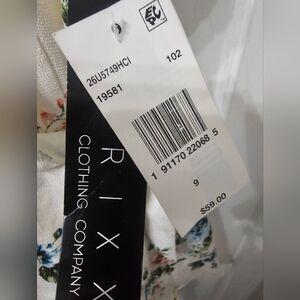 26U5749HCI
102
19581
1 91170 22068 5
9
$59.00
RIXX
CLOTHING COMPANY